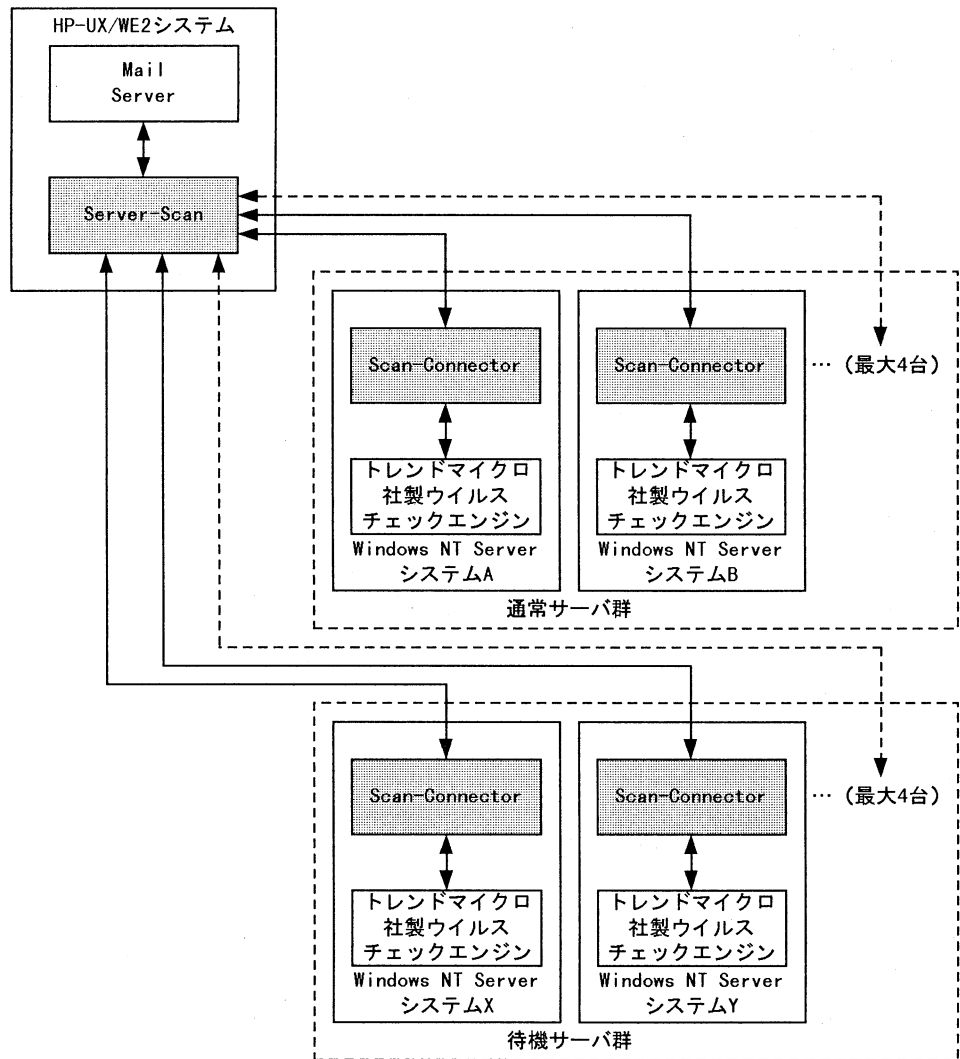 HP-UX/WE2システム
Mail
Server
Server-Scan
Scan-Connector
Scan-Connector
… (最大4台)
トレンドマイクロ
社製ウイルス
チェックエンジン
トレンドマイクロ
社製ウイルス
チェックエンジン
Windows NT Server
システムA
Windows NT Server
システムB
通常サーバ群
Scan-Connector
Scan-Connector
… (最大4台)
トレンドマイクロ
社製ウイルス
チェックエンジン
トレンドマイクロ
社製ウイルス
チェックエンジン
Windows NT Server
システムX
Windows NT Server
システムY
待機サーバ群